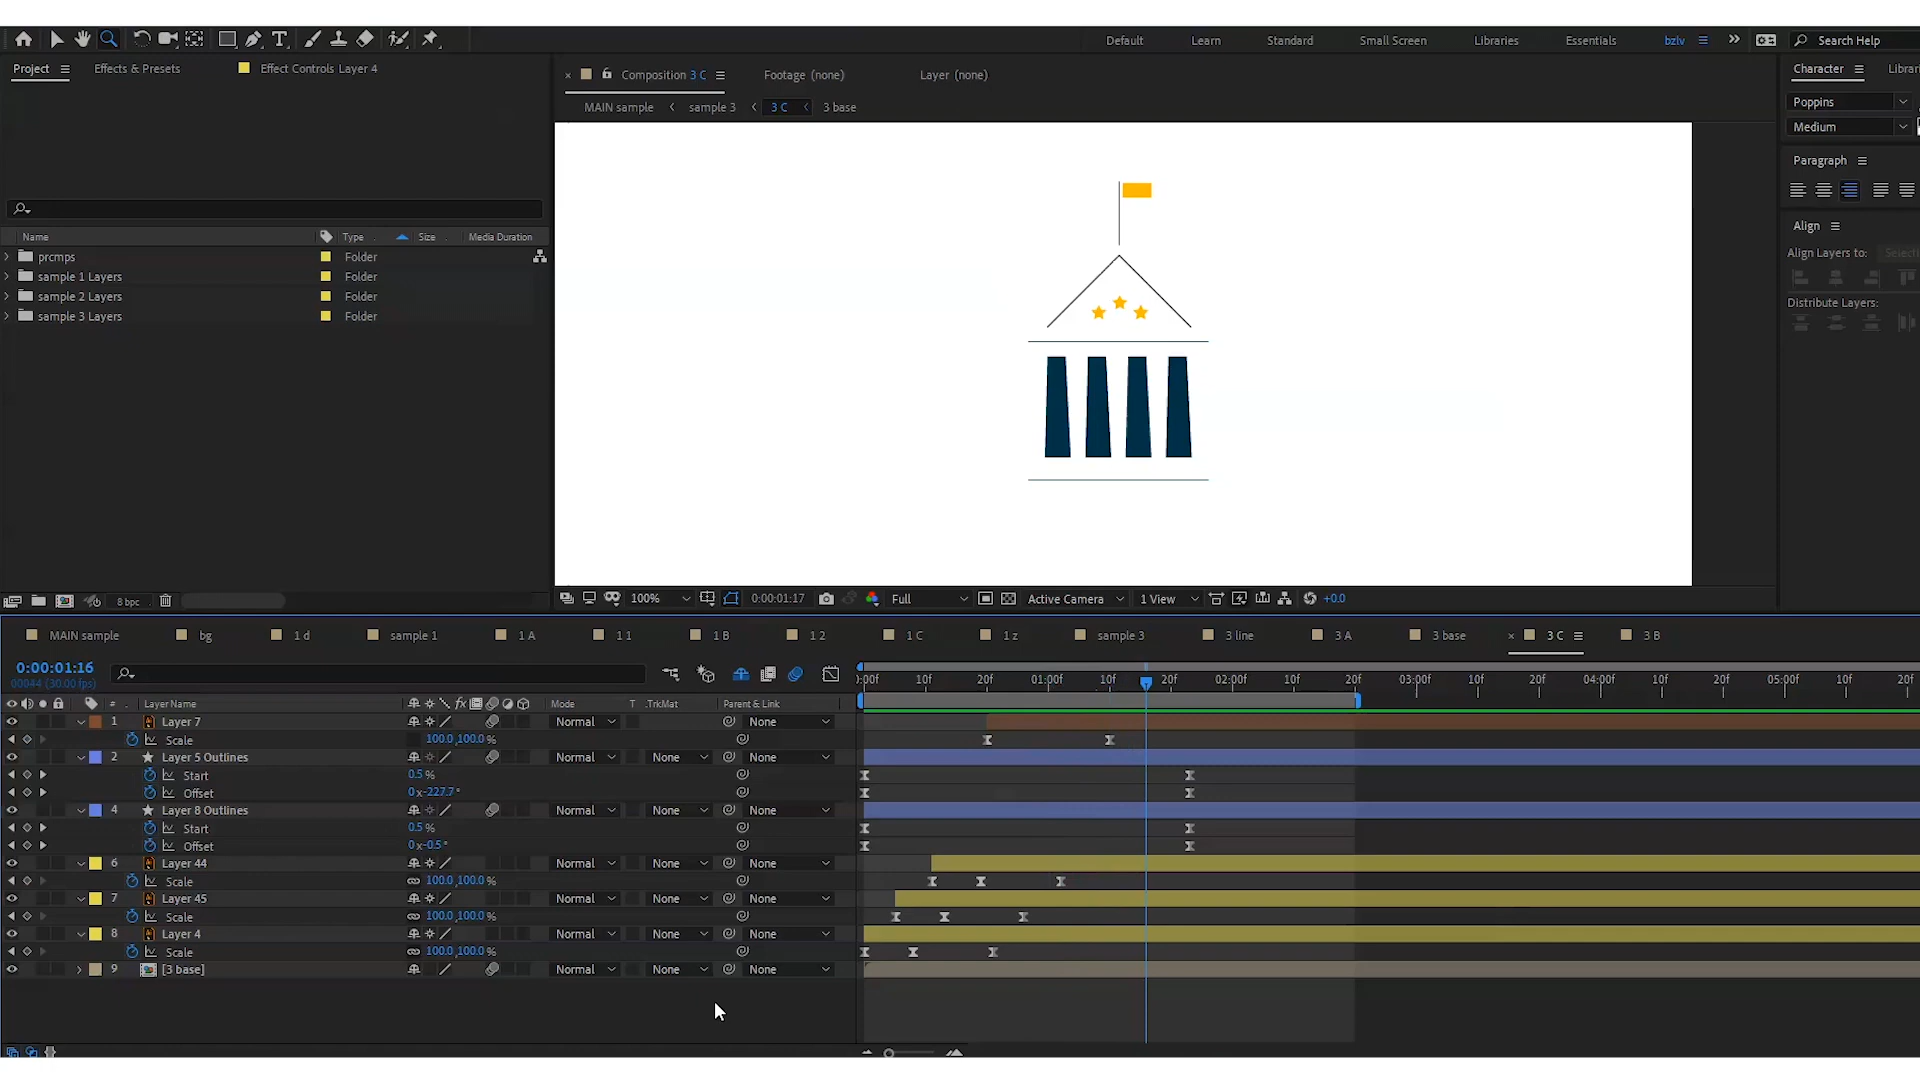 Default Learn Standard Small Screen Libraries Essentials bzlv Search Help
Project Effects & Presets Effect Controls Layer 4
Composition 3 C Footage (none) Layer (none)
Character
MAIN sample sample 3 3 C 3 base
Poppins
Medium
Paragraph
Align
Align Layers to:
Distribute Layers:
Name Type Size Media Duration
prcmps Folder
sample 1 Layers Folder
sample 2 Layers Folder
sample 3 Layers Folder
8 bpc 100% 0:00:01:17 Full Active Camera 1 View +0.0
MAIN sample bg 1 d sample 1 1 A 1 1 1 B 1 2 1 C 1 z sample 3 3 line 3 A 3 base 3 C 3 B
0:00:01:16
(30.00 fps)
:00f 10f 20f 01:00f 10f 20f 02:00f 10f 20f 03:00f 10f 20f 04:00f 10f 20f 05:00f 10f 20f
# Layer Name fx Mode T .TrkMat Parent & Link
1 Layer 7 Normal None
Scale 100.0,100.0 %
2 Layer 5 Outlines Normal None None
Start 0.5 %
Offset 0x-227.7°
4 Layer 8 Outlines Normal None None
Start 0.5 %
Offset 0x-0.5°
6 Layer 44 Normal None None
Scale 100.0,100.0 %
7 Layer 45 Normal None None
Scale 100.0,100.0 %
8 Layer 4 Normal None None
Scale 100.0,100.0 %
9 [3 base] Normal None None